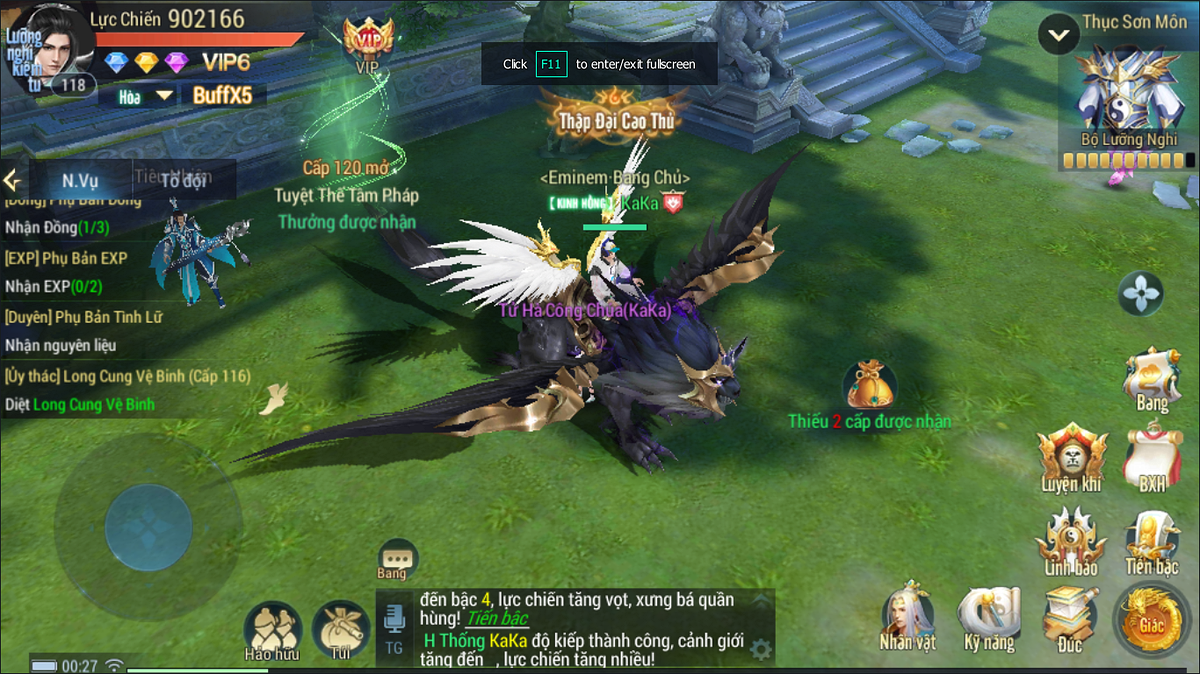 Lực Chiến 902166
Lưỡng
nghi
kiếm
tu
118
VIP6
Hòa
BuffX5
VIP
Click F11 to enter/exit fullscreen
Thục Sơn Môn
Bộ Lưỡng Nghi
Thập Đại Cao Thủ
<Eminem Bang Chủ>
[KINH HỒNG] KaKa
Tử Hà Công Chúa(KaKa)
Cấp 120 mở
Tuyệt Thế Tâm Pháp
Thưởng được nhận
N.Vụ
Tổ đội
[Đồng] Phụ Bản Đồng
Nhận Đồng(1/3)
[EXP] Phụ Bản EXP
Nhận EXP(0/2)
[Duyên] Phụ Bản Tình Lữ
Nhận nguyên liệu
[Ủy thác] Long Cung Vệ Binh (Cấp 116)
Diệt Long Cung Vệ Binh
Thiếu 2 cấp được nhận
Bang
Luyện khí
BXH
Linh bảo
Tiến bậc
Nhân vật
Kỹ năng
Đúc
Giác
Bang
Hảo hữu
Túi
TG
đến bậc 4, lực chiến tăng vọt, xưng bá quần
hùng! Tiến bậc
H Thống KaKa độ kiếp thành công, cảnh giới
tăng đến , lực chiến tăng nhiều!
00:27